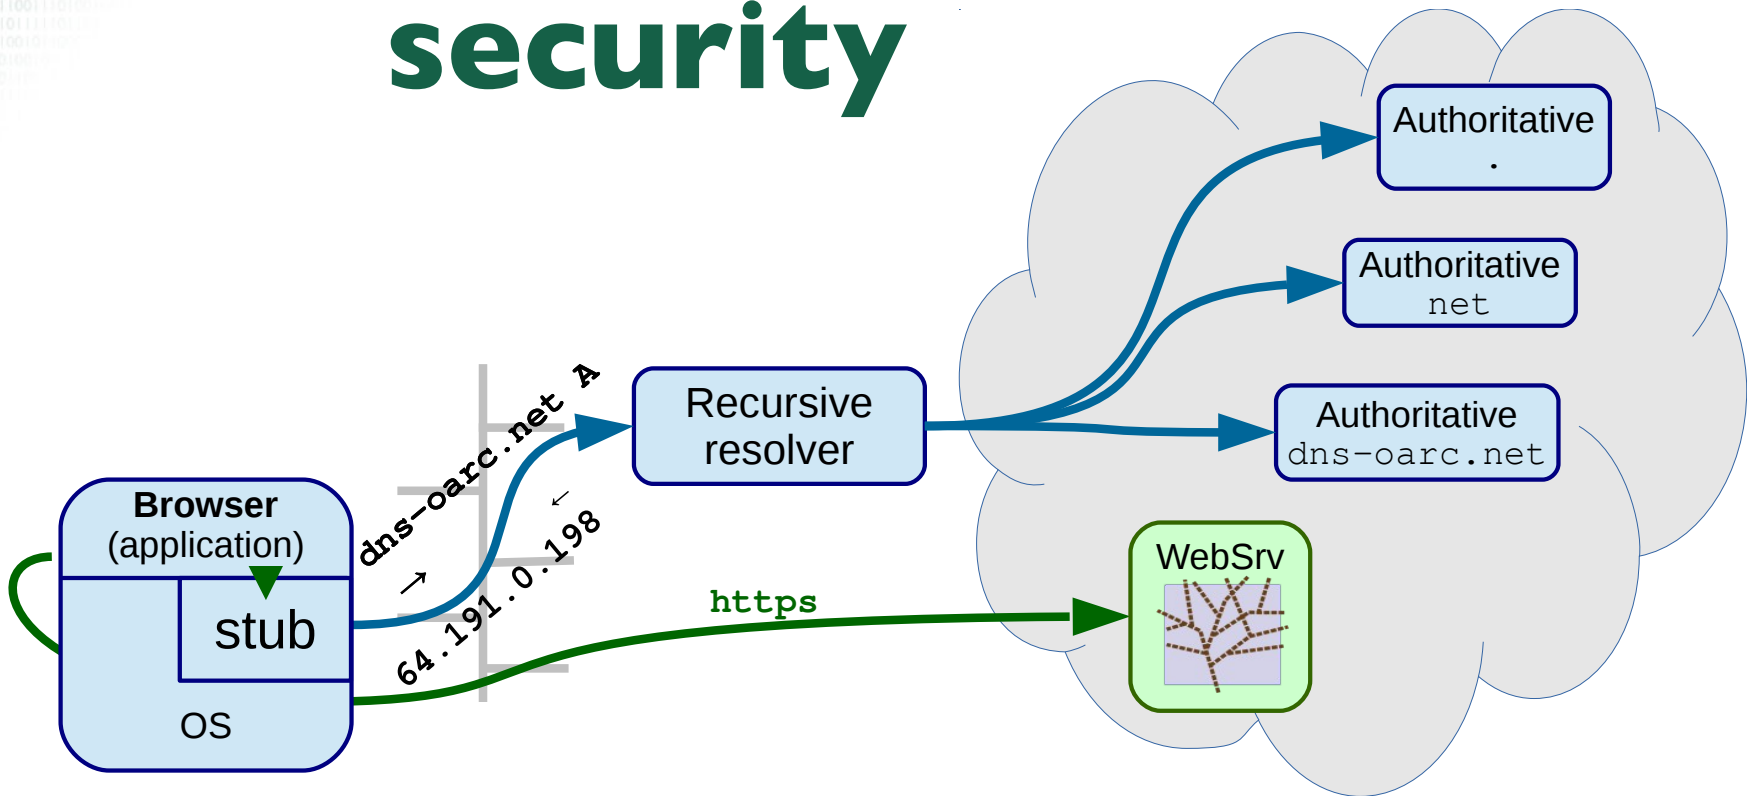 security
Authoritative
.
Authoritative
net
Authoritative
dns-oarc.net
Recursive
resolver
dns-oarc.net A
→
←
64.191.0.198
Browser
(application)
stub
OS
https
WebSrv